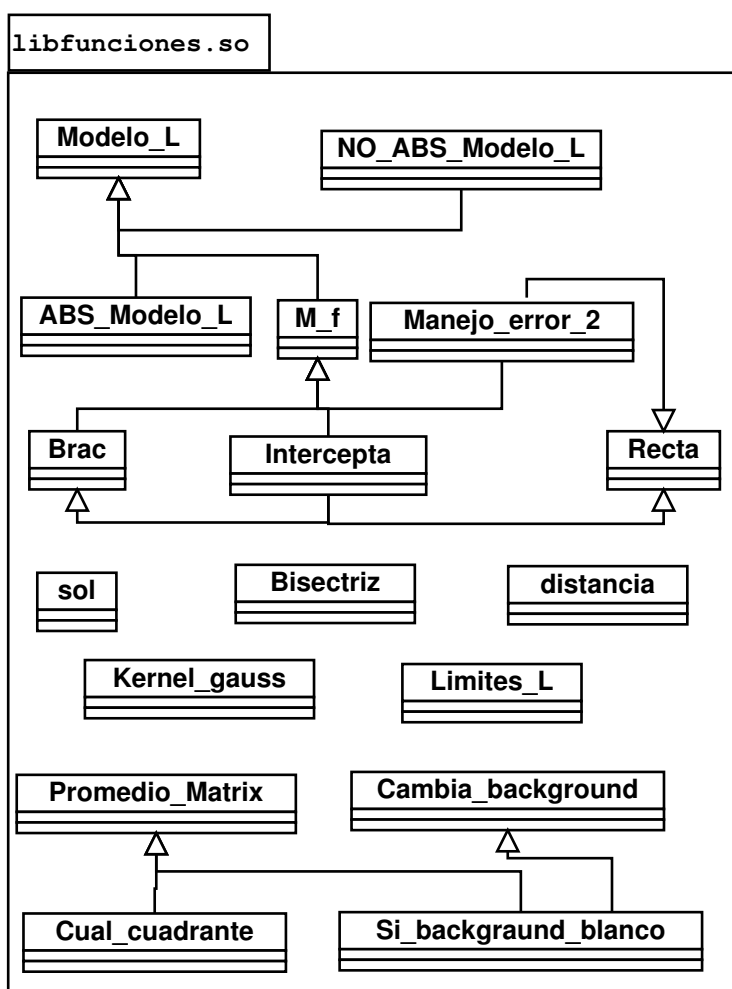 libfunciones.so
Modelo_L
NO_ABS_Modelo_L
ABS_Modelo_L
M_f
Manejo_error_2
Brac
Intercepta
Recta
sol
Bisectriz
distancia
Kernel_gauss
Limites_L
Promedio_Matrix
Cambia_background
Cual_cuadrante
Si_backgraund_blanco